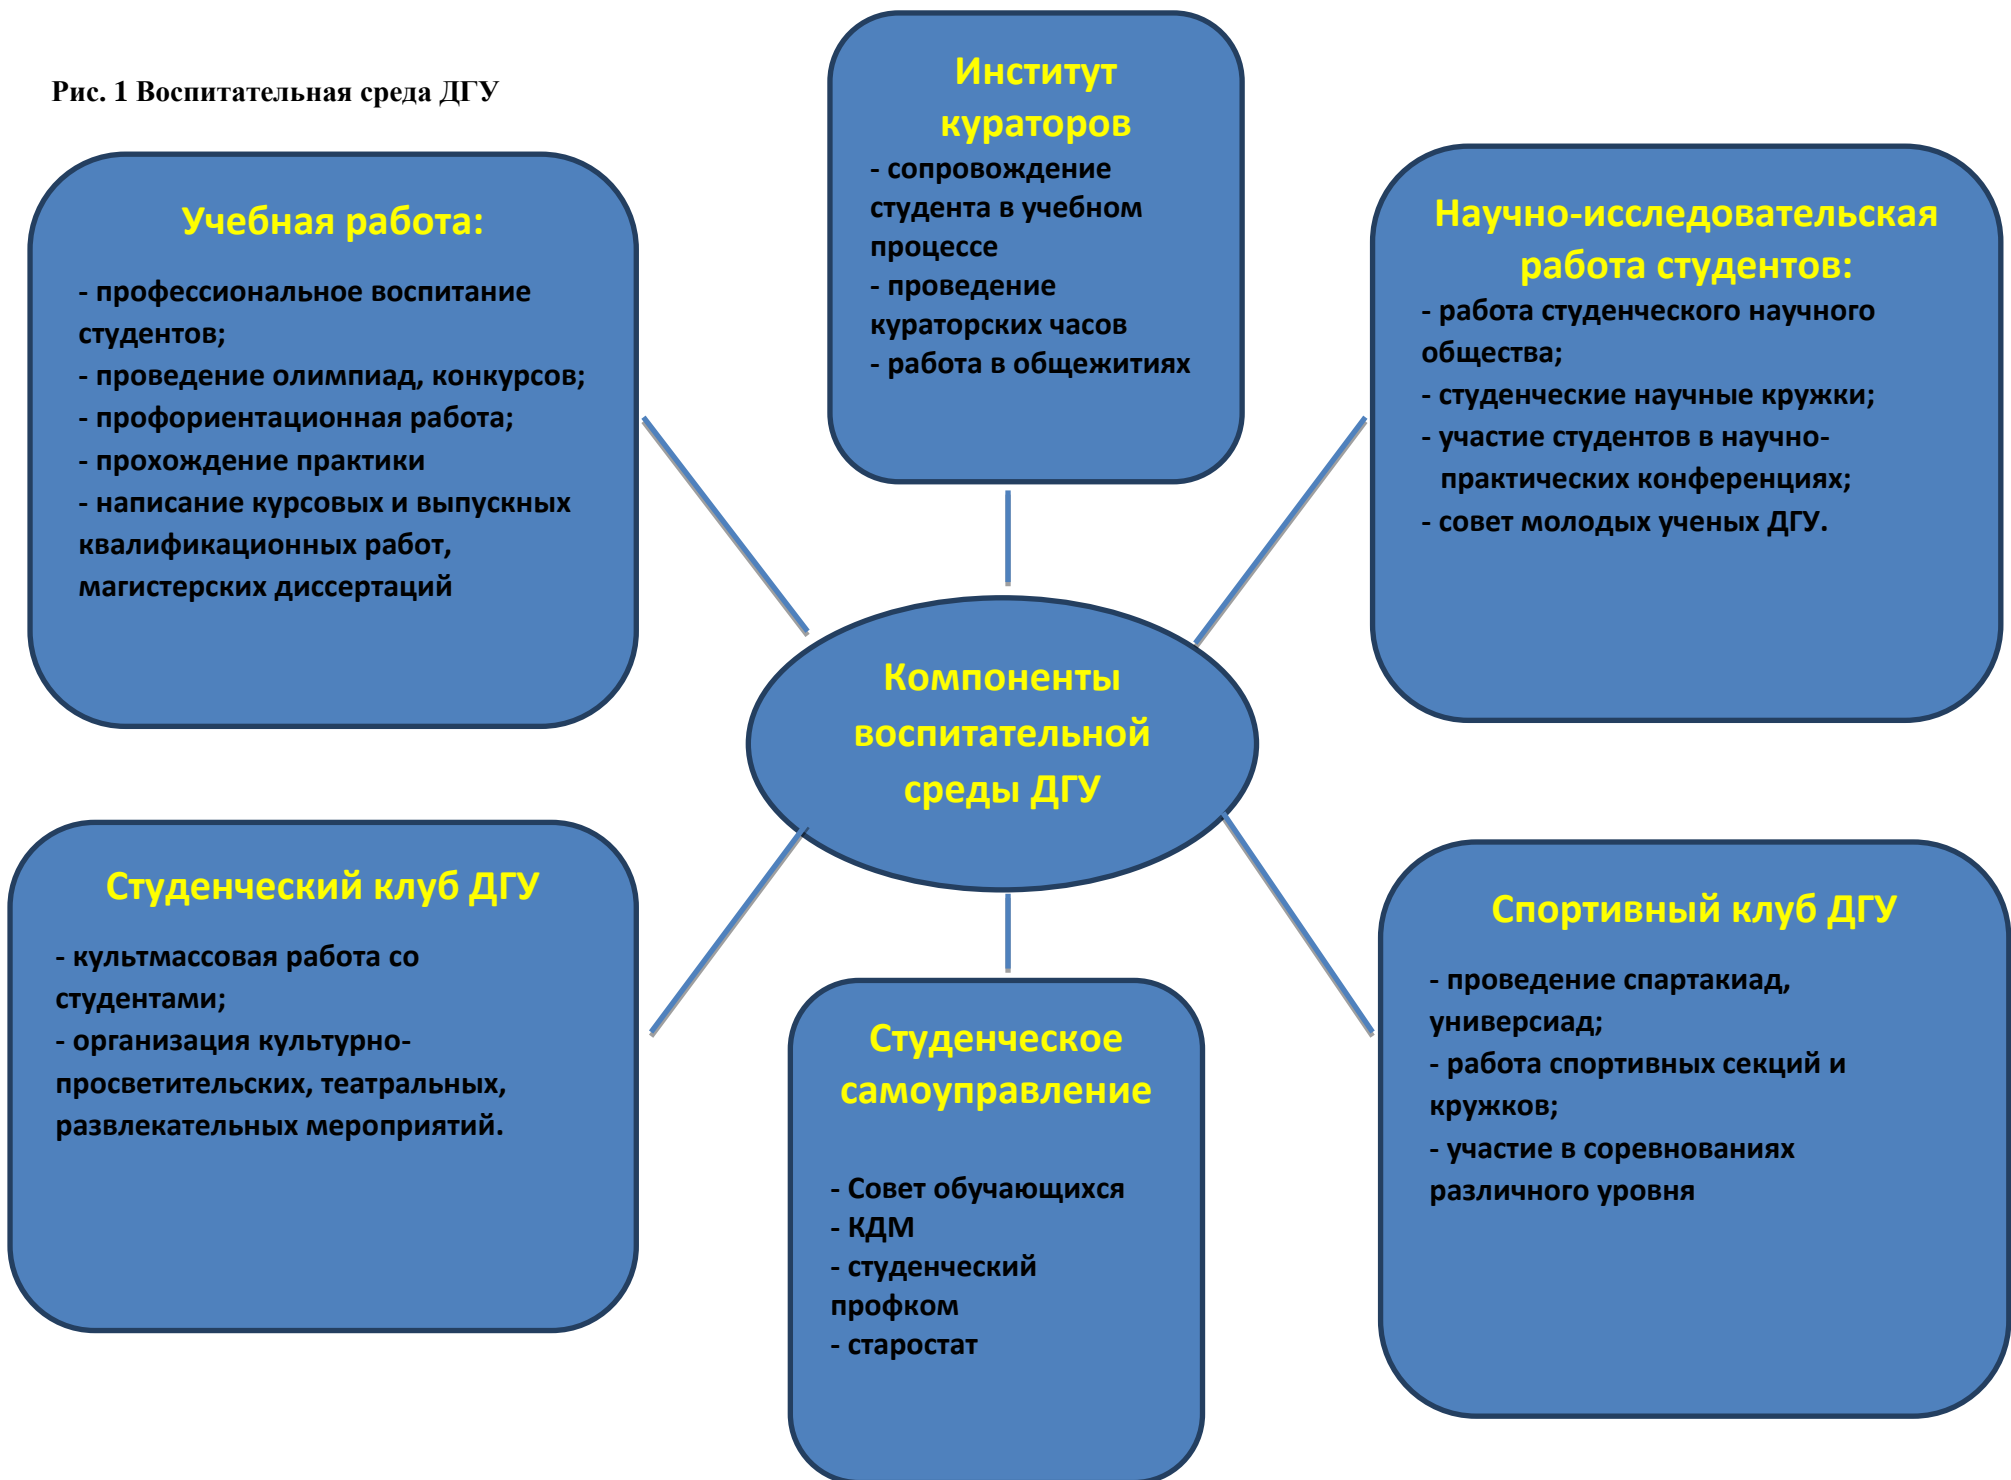 Рис. 1 Воспитательная среда ДГУ
Учебная работа:
- профессиональное воспитание
студентов;
- проведение олимпиад, конкурсов;
- профориентационная работа;
- прохождение практики
- написание курсовых и выпускных
квалификационных работ,
магистерских диссертаций
Институт
кураторов
- сопровождение
студента в учебном
процессе
- проведение
кураторских часов
- работа в общежитиях
Научно-исследовательская
работа студентов:
- работа студенческого научного
общества;
- студенческие научные кружки;
- участие студентов в научно-
практических конференциях;
- совет молодых ученых ДГУ.
Компоненты
воспитательной
среды ДГУ
Студенческий клуб ДГУ
- культмассовая работа со
студентами;
- организация культурно-
просветительских, театральных,
развлекательных мероприятий.
Студенческое
самоуправление
- Совет обучающихся
- КДМ
- студенческий
профком
- старостат
Спортивный клуб ДГУ
- проведение спартакиад,
универсиад;
- работа спортивных секций и
кружков;
- участие в соревнованиях
различного уровня